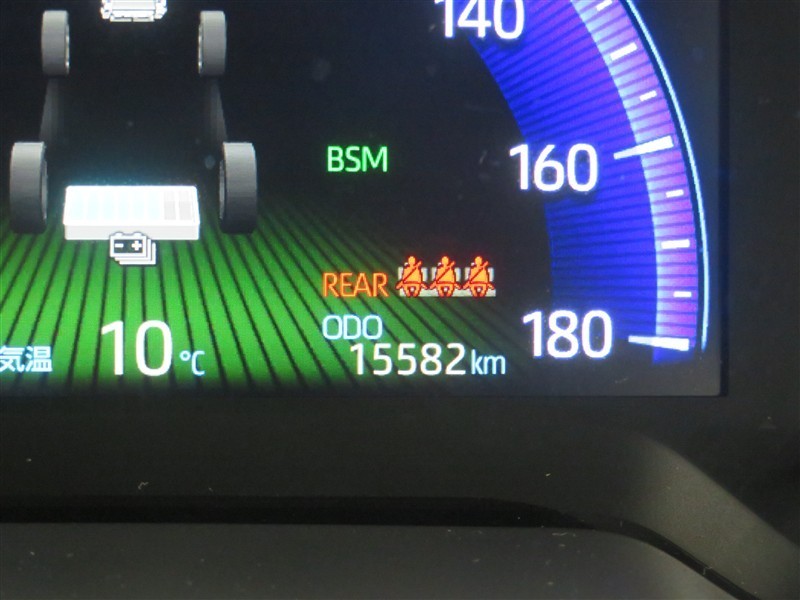 140
BSM
160
REAR
ODO
15582km
180
気温 10℃